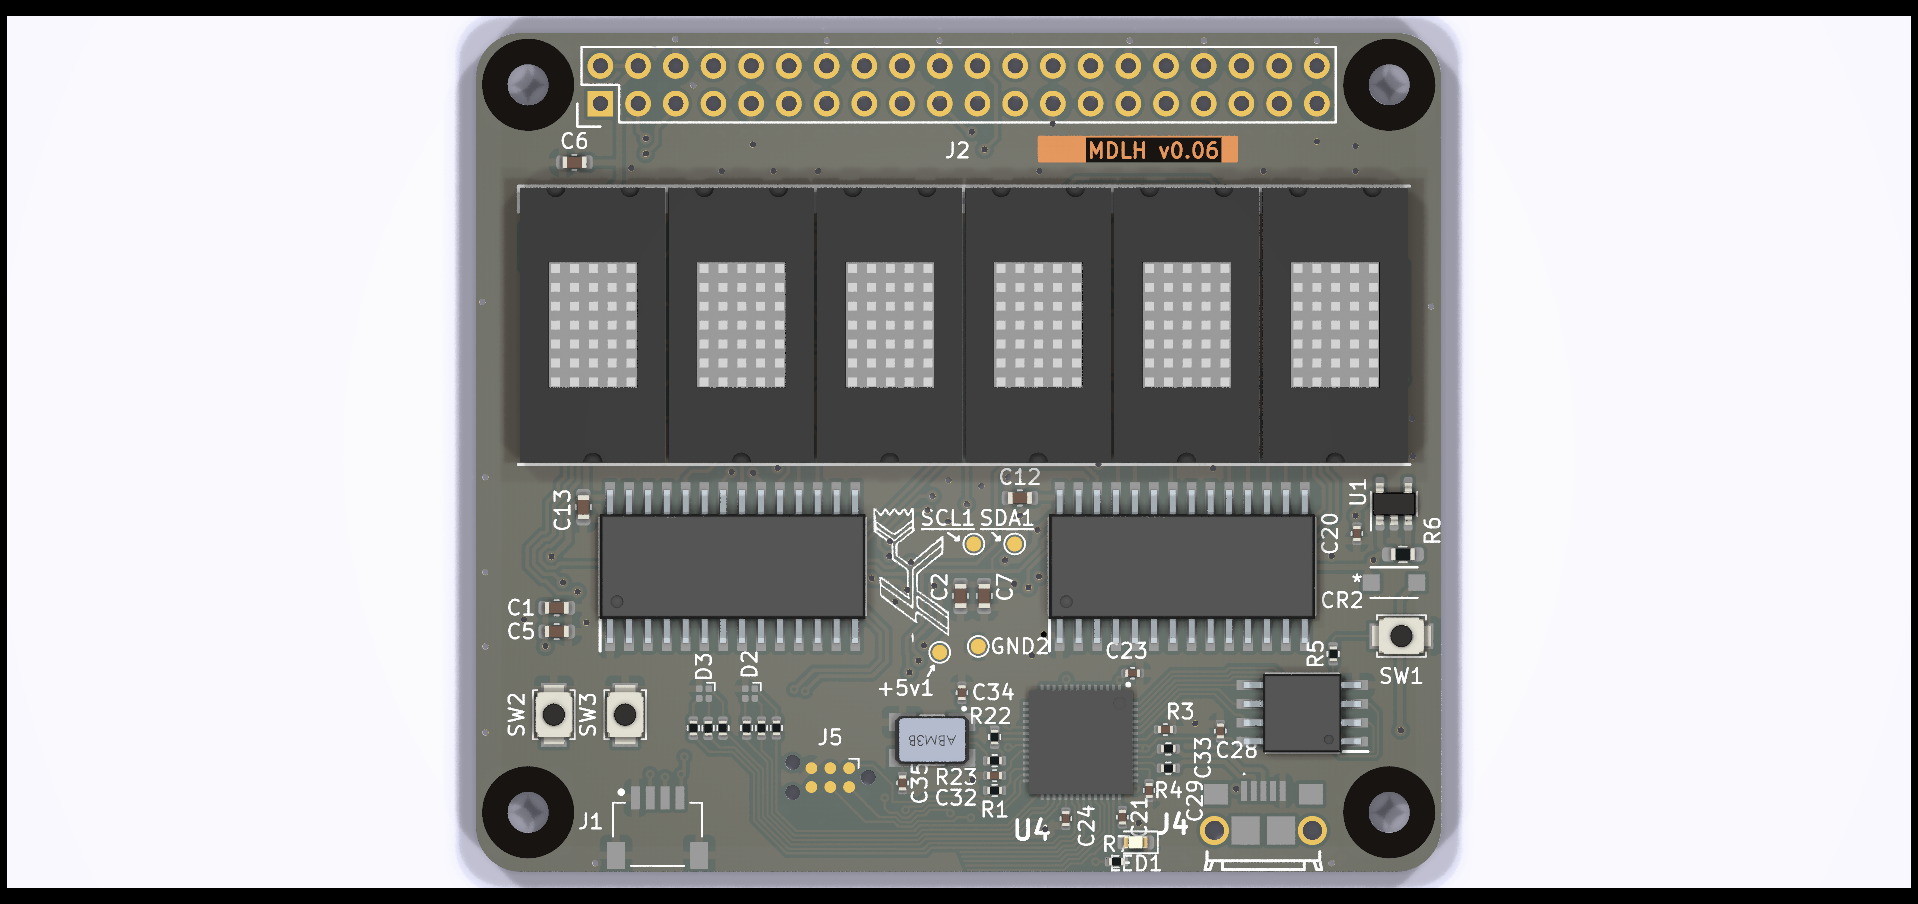 C6
J2
MDLH v0.06
C12
C13
SCL1 SDA1
U1
C20
R6
C2
C7
*
CR2
C1
C5
GND2
C23
R5
SW1
D3
D2
+5v1
C34
R22
SW2
SW3
J5
ABM3B
R3
C33
C28
R23
C35
C32
R1
R4
C29
J1
U4
C24
C21
J4
LED1